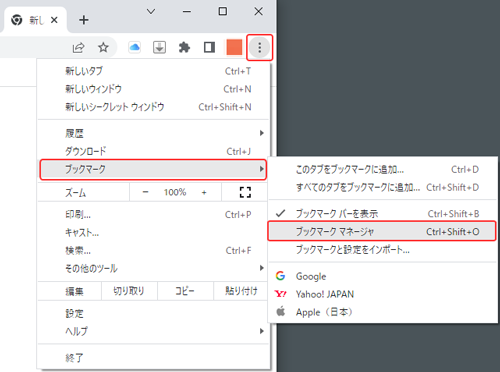 新し
新しいタブ Ctrl+T
新しいウィンドウ Ctrl+N
新しいシークレット ウィンドウ Ctrl+Shift+N
履歴
ダウンロード Ctrl+J
ブックマーク
ズーム － 100% ＋
印刷... Ctrl+P
キャスト...
検索... Ctrl+F
その他のツール
編集 切り取り コピー 貼り付け
設定
ヘルプ
終了
このタブをブックマークに追加... Ctrl+D
すべてのタブをブックマークに追加... Ctrl+Shift+D
ブックマーク バーを表示 Ctrl+Shift+B
ブックマーク マネージャ Ctrl+Shift+O
ブックマークと設定をインポート...
Google
Yahoo! JAPAN
Apple（日本）